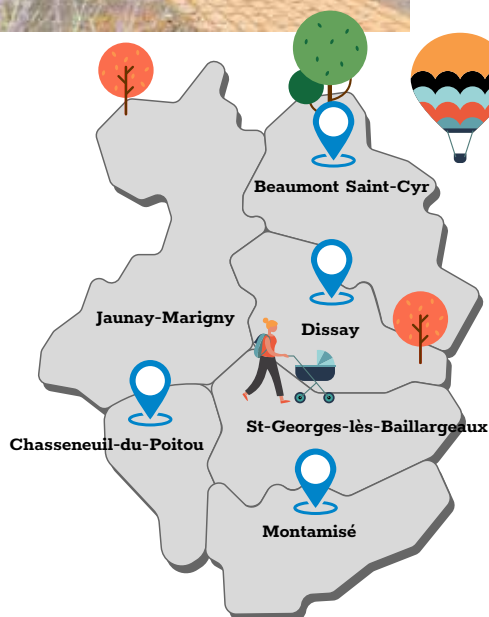 Beaumont Saint-Cyr
Jaunay-Marigny
Dissay
St-Georges-lès-Baillargeaux
Chasseneuil-du-Poitou
Montamisé